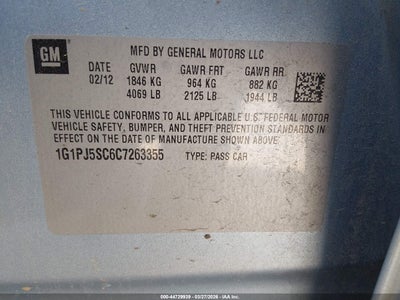 GM
MFD BY GENERAL MOTORS LLC
DATE GVWR GAWR FRT GAWR RR
02/12 1846 KG 964 KG 882 KG
4069 LB 2125 LB 1944 LB
THIS VEHICLE CONFORMS TO ALL APPLICABLE U.S. FEDERAL MOTOR
VEHICLE SAFETY, BUMPER, AND THEFT PREVENTION STANDARDS IN
EFFECT ON THE DATE OF MANUFACTURE SHOWN ABOVE.
1G1PJ5SC6C7263355 TYPE: PASS CAR